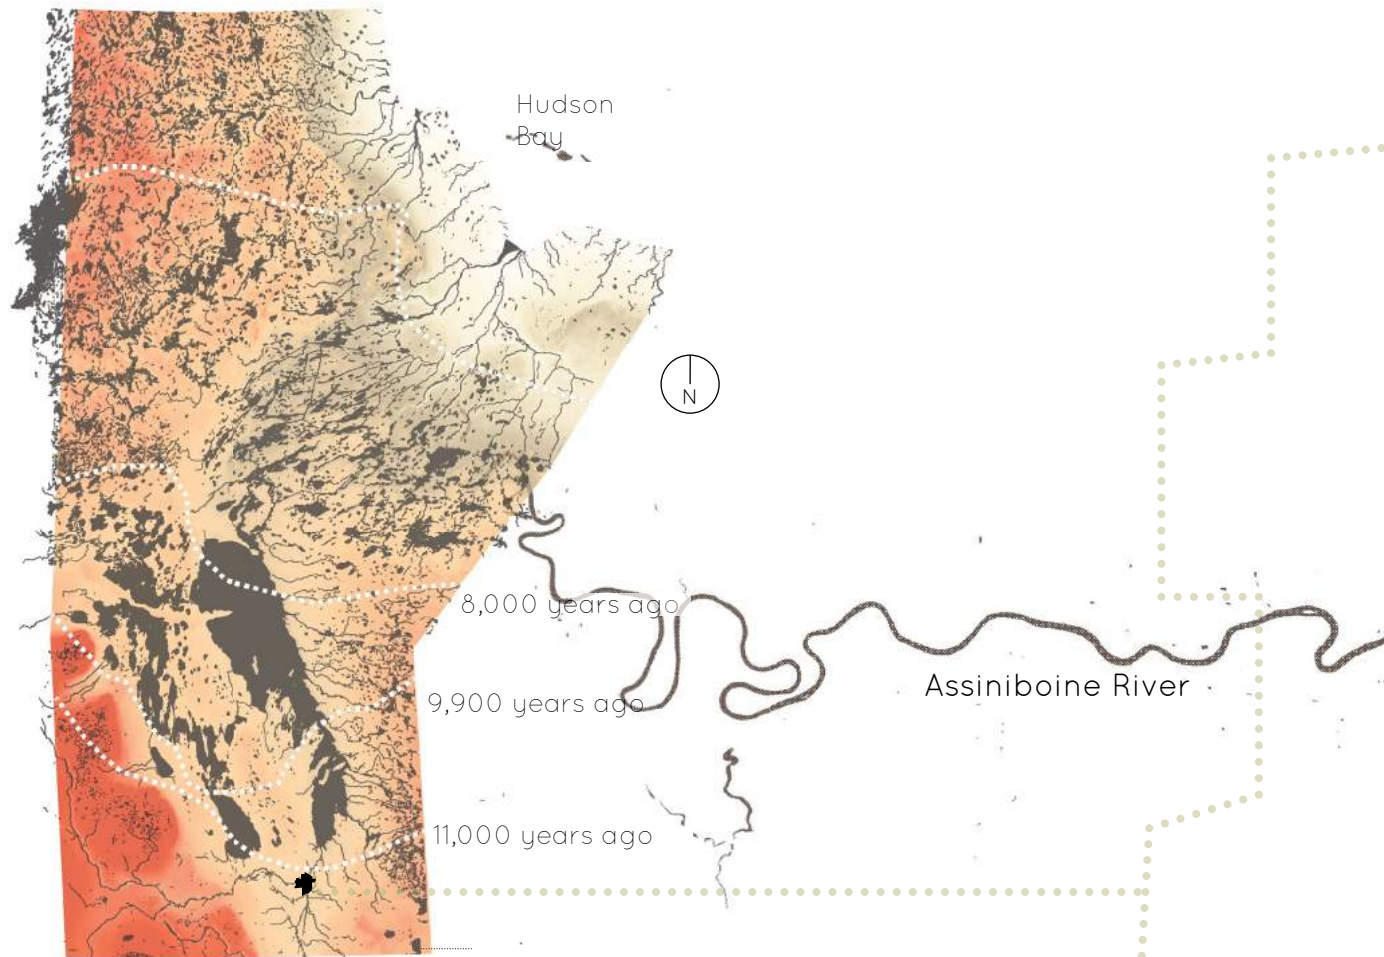 Hudson
Bay
N
8,000 years ago
Assiniboine River
9,900 years ago
11,000 years ago